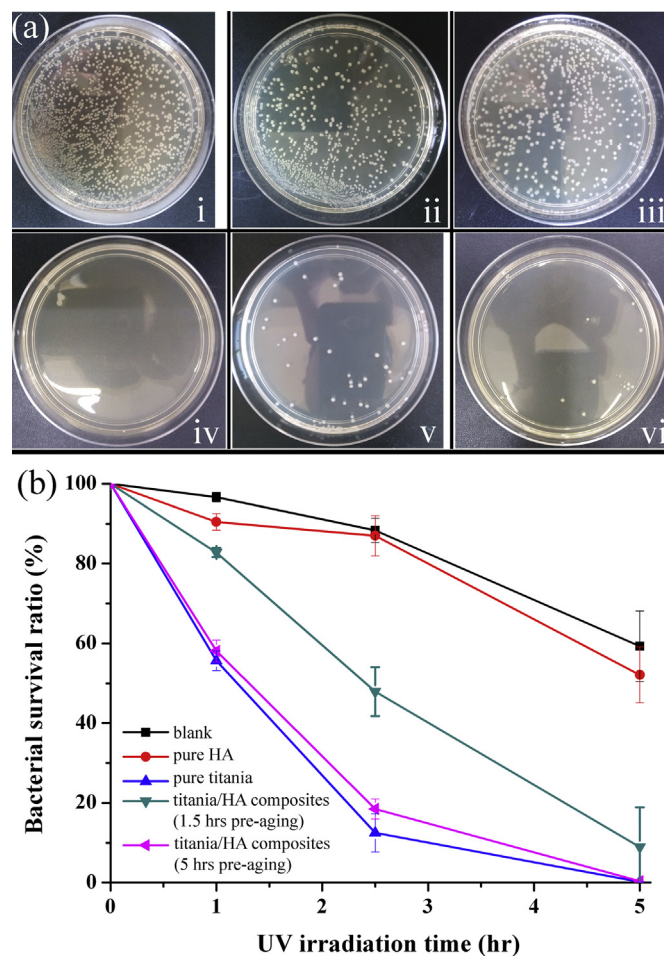 (a)
i
ii
iii
iv
v
vi
(b)
100
80
60
40
20
0
Bacterial survival ratio (%)
blank
pure HA
pure titania
titania/HA composites
(1.5 hrs pre-aging)
titania/HA composites
(5 hrs pre-aging)
0
1
2
3
4
5
UV irradiation time (hr)